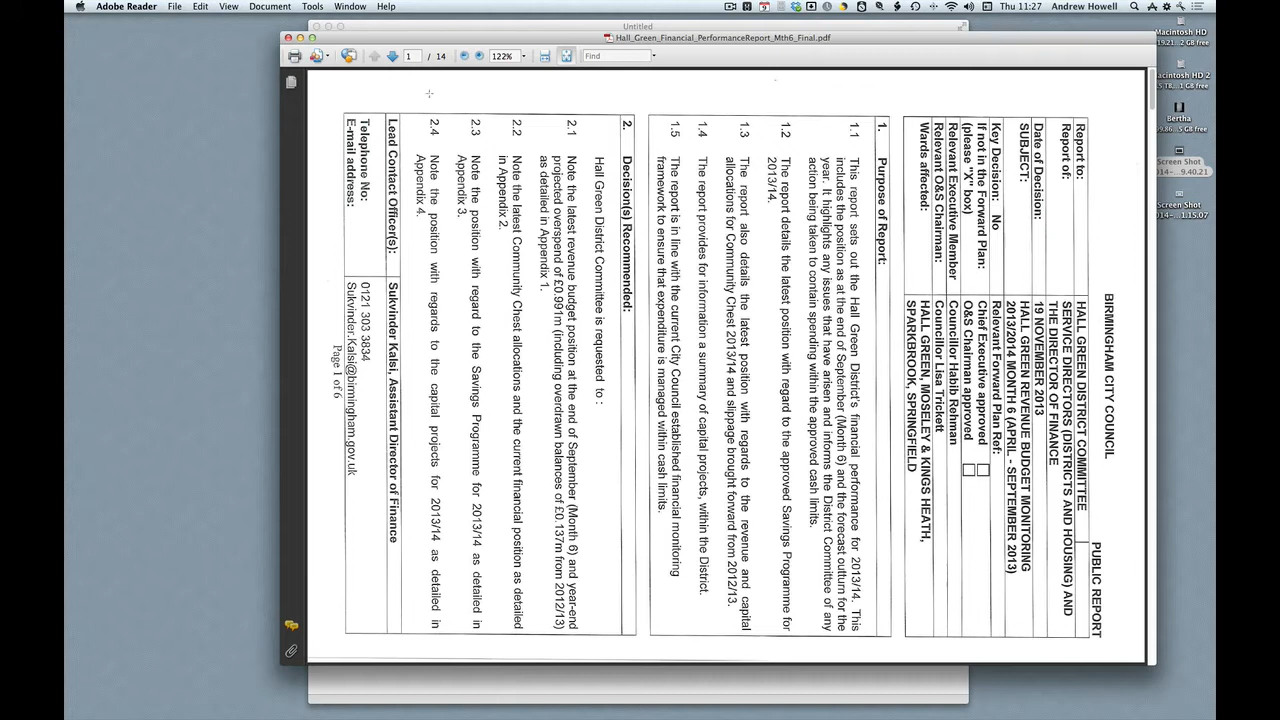 Adobe Reader File Edit View Document Tools Window Help
Thu 11:27 Andrew Howell
Untitled
Hall_Green_Financial_PerformanceReport_Mth6_Final.pdf
1 / 14 122% Find
Macintosh HD
Macintosh HD 2
Bertha
Screen Shot
Screen Shot
BIRMINGHAM CITY COUNCIL
PUBLIC REPORT
Report to: HALL GREEN DISTRICT COMMITTEE
Report of: SERVICE DIRECTORS (DISTRICTS AND HOUSING) AND
THE DIRECTOR OF FINANCE
Date of Decision: 19 NOVEMBER 2013
SUBJECT: HALL GREEN REVENUE BUDGET MONITORING
2013/2014 MONTH 6 (APRIL - SEPTEMBER 2013)
Key Decision: No Relevant Forward Plan Ref:
If not in the Forward Plan: Chief Executive approved
(please "X" box) O&S Chairman approved
Relevant Executive Member Councillor Habib Rehman
Relevant O&S Chairman: Councillor Lisa Trickett
Wards affected: HALL GREEN, MOSELEY & KINGS HEATH,
SPARKBROOK, SPRINGFIELD
1. Purpose of Report:
1.1 This report sets out the Hall Green District's financial performance for 2013/14. This
includes the position as at the end of September (Month 6) and the forecast outturn for the
year. It highlights any issues that have arisen and informs the District Committee of any
action being taken to contain spending within the approved cash limits.
1.2 The report details the latest position with regard to the approved Savings Programme for
2013/14.
1.3 The report also details the latest position with regards to the revenue and capital
allocations for Community Chest 2013/14 and slippage brought forward from 2012/13.
1.4 The report provides for information a summary of capital projects, within the District.
1.5 The report is in line with the current City Council established financial monitoring
framework to ensure that expenditure is managed within cash limits.
2. Decision(s) Recommended:
Hall Green District Committee is requested to :
2.1 Note the latest revenue budget position at the end of September (Month 6) and year-end
projected overspend of £0.991m (including overdrawn balances of £0.137m from 2012/13)
as detailed in Appendix 1.
2.2 Note the latest Community Chest allocations and the current financial position as detailed
in Appendix 2.
2.3 Note the position with regard to the Savings Programme for 2013/14 as detailed in
Appendix 3.
2.4 Note the position with regards to the capital projects for 2013/14 as detailed in
Appendix 4.
Lead Contact Officer(s): Sukvinder Kalsi, Assistant Director of Finance
Telephone No: 0121 303 3834
E-mail address: Sukvinder.Kalsi@birmingham.gov.uk
Page 1 of 6